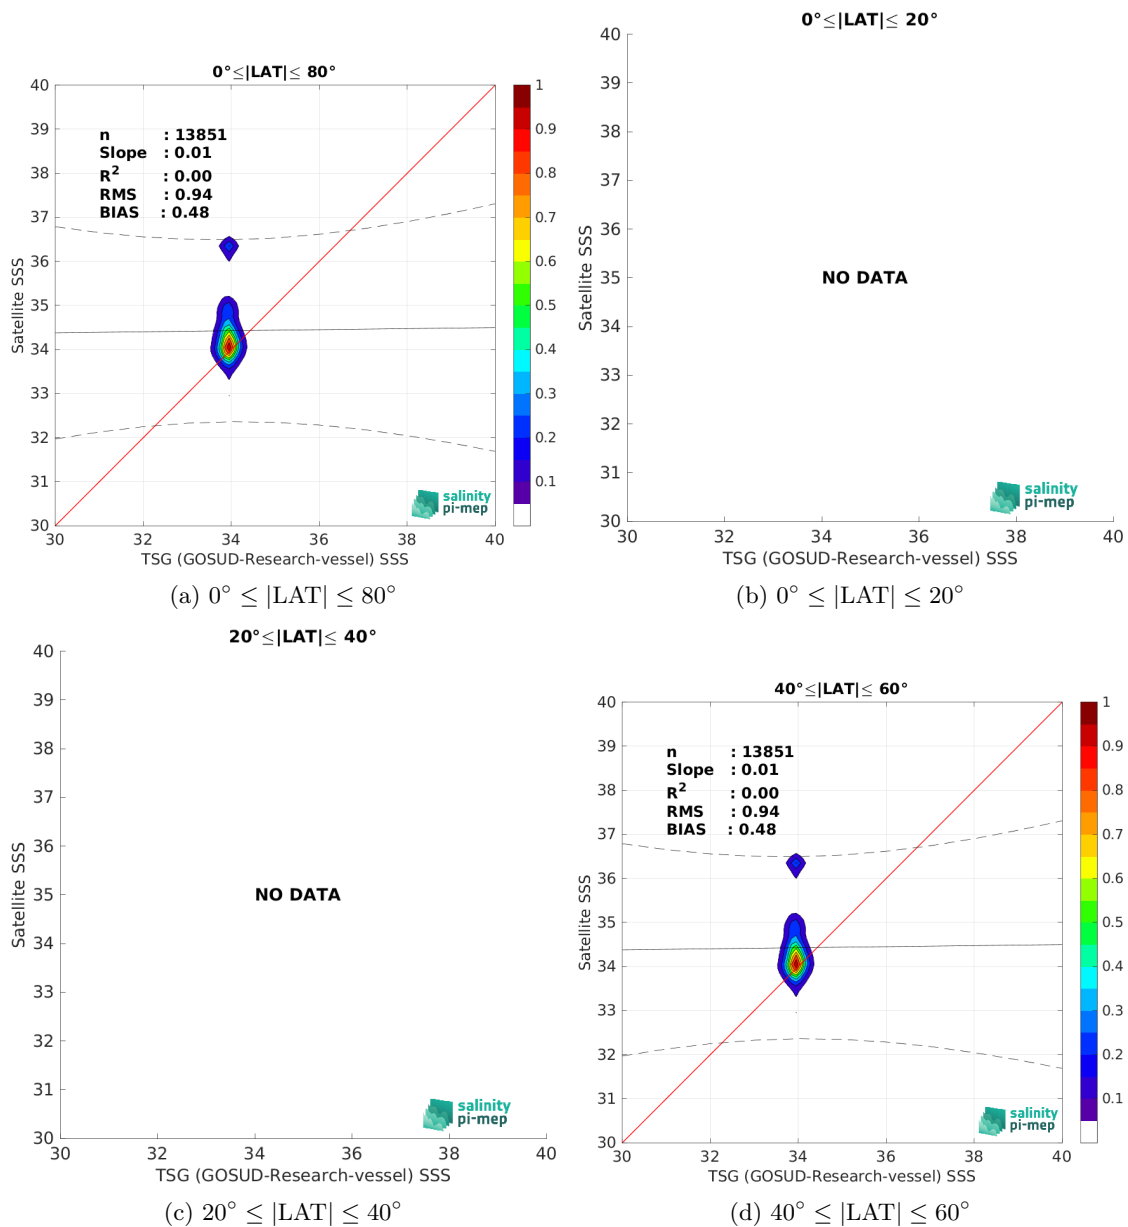 0°≤|LAT|≤ 80°
40
39
38
37
36
35
34
33
32
31
30
Satellite SSS
n : 13851
Slope : 0.01
R² : 0.00
RMS : 0.94
BIAS : 0.48
salinity
pi-mep
30 32 34 36 38 40
TSG (GOSUD-Research-vessel) SSS
1
0.9
0.8
0.7
0.6
0.5
0.4
0.3
0.2
0.1
(a) 0° ≤ |LAT| ≤ 80°
0°≤|LAT|≤ 20°
40
39
38
37
36
35
34
33
32
31
30
Satellite SSS
NO DATA
salinity
pi-mep
30 32 34 36 38 40
TSG (GOSUD-Research-vessel) SSS
(b) 0° ≤ |LAT| ≤ 20°
20°≤|LAT|≤ 40°
40
39
38
37
36
35
34
33
32
31
30
Satellite SSS
NO DATA
salinity
pi-mep
30 32 34 36 38 40
TSG (GOSUD-Research-vessel) SSS
(c) 20° ≤ |LAT| ≤ 40°
40°≤|LAT|≤ 60°
40
39
38
37
36
35
34
33
32
31
30
Satellite SSS
n : 13851
Slope : 0.01
R² : 0.00
RMS : 0.94
BIAS : 0.48
salinity
pi-mep
30 32 34 36 38 40
TSG (GOSUD-Research-vessel) SSS
1
0.9
0.8
0.7
0.6
0.5
0.4
0.3
0.2
0.1
(d) 40° ≤ |LAT| ≤ 60°